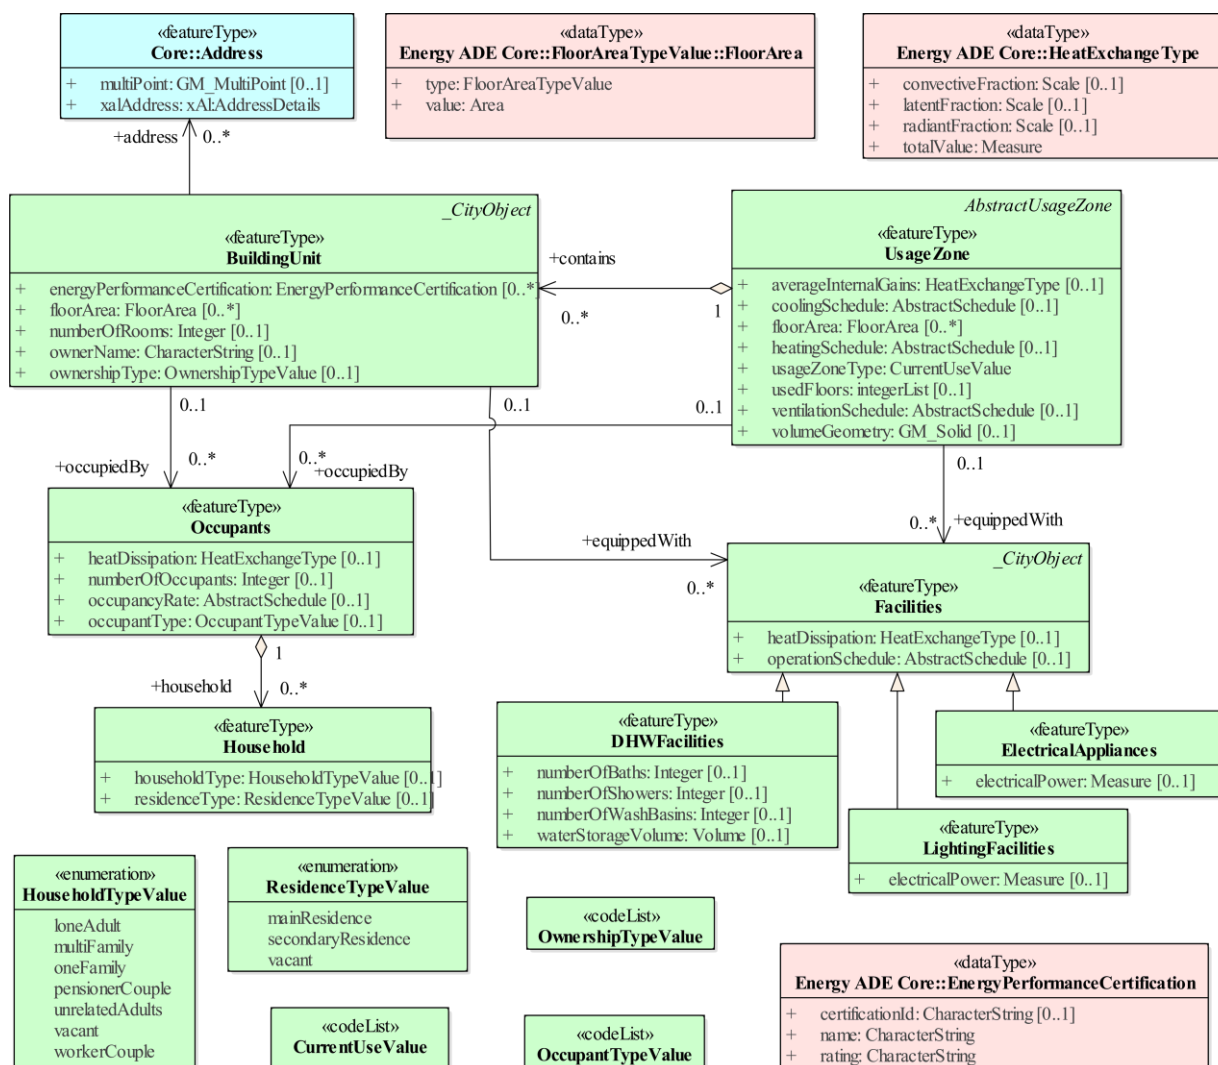 «featureType»
Core::Address
+ multiPoint: GM_MultiPoint [0..1]
+ xalAddress: xAl:AddressDetails
«dataType»
Energy ADE Core::FloorAreaTypeValue::FloorArea
+ type: FloorAreaTypeValue
+ value: Area
«dataType»
Energy ADE Core::HeatExchangeType
+ convectiveFraction: Scale [0..1]
+ latentFraction: Scale [0..1]
+ radiantFraction: Scale [0..1]
+ totalValue: Measure
+address
0..*
_CityObject
«featureType»
BuildingUnit
+ energyPerformanceCertification: EnergyPerformanceCertification [0..*]
+ floorArea: FloorArea [0..*]
+ numberOfRooms: Integer [0..1]
+ ownerName: CharacterString [0..1]
+ ownershipType: OwnershipTypeValue [0..1]
+contains
0..*
1
AbstractUsageZone
«featureType»
UsageZone
+ averageInternalGains: HeatExchangeType [0..1]
+ coolingSchedule: AbstractSchedule [0..1]
+ floorArea: FloorArea [0..*]
+ heatingSchedule: AbstractSchedule [0..1]
+ usageZoneType: CurrentUseValue
+ usedFloors: integerList [0..1]
+ ventilationSchedule: AbstractSchedule [0..1]
+ volumeGeometry: GM_Solid [0..1]
0..1
0..1
0..1
0..1
+occupiedBy
0..*
0..*
+occupiedBy
0..*
+equippedWith
+equippedWith
0..*
«featureType»
Occupants
+ heatDissipation: HeatExchangeType [0..1]
+ numberOfOccupants: Integer [0..1]
+ occupancyRate: AbstractSchedule [0..1]
+ occupantType: OccupantTypeValue [0..1]
_CityObject
«featureType»
Facilities
+ heatDissipation: HeatExchangeType [0..1]
+ operationSchedule: AbstractSchedule [0..1]
1
+household
0..*
«featureType»
Household
+ householdType: HouseholdTypeValue [0..1]
+ residenceType: ResidenceTypeValue [0..1]
«featureType»
DHWFacilities
+ numberOfBaths: Integer [0..1]
+ numberOfShowers: Integer [0..1]
+ numberOfWashBasins: Integer [0..1]
+ waterStorageVolume: Volume [0..1]
«featureType»
ElectricalAppliances
+ electricalPower: Measure [0..1]
«featureType»
LightingFacilities
+ electricalPower: Measure [0..1]
«enumeration»
HouseholdTypeValue
loneAdult
multiFamily
oneFamily
pensionerCouple
unrelatedAdults
vacant
workerCouple
«enumeration»
ResidenceTypeValue
mainResidence
secondaryResidence
vacant
«codeList»
OwnershipTypeValue
«codeList»
CurrentUseValue
«codeList»
OccupantTypeValue
«dataType»
Energy ADE Core::EnergyPerformanceCertification
+ certificationId: CharacterString [0..1]
+ name: CharacterString
+ rating: CharacterString